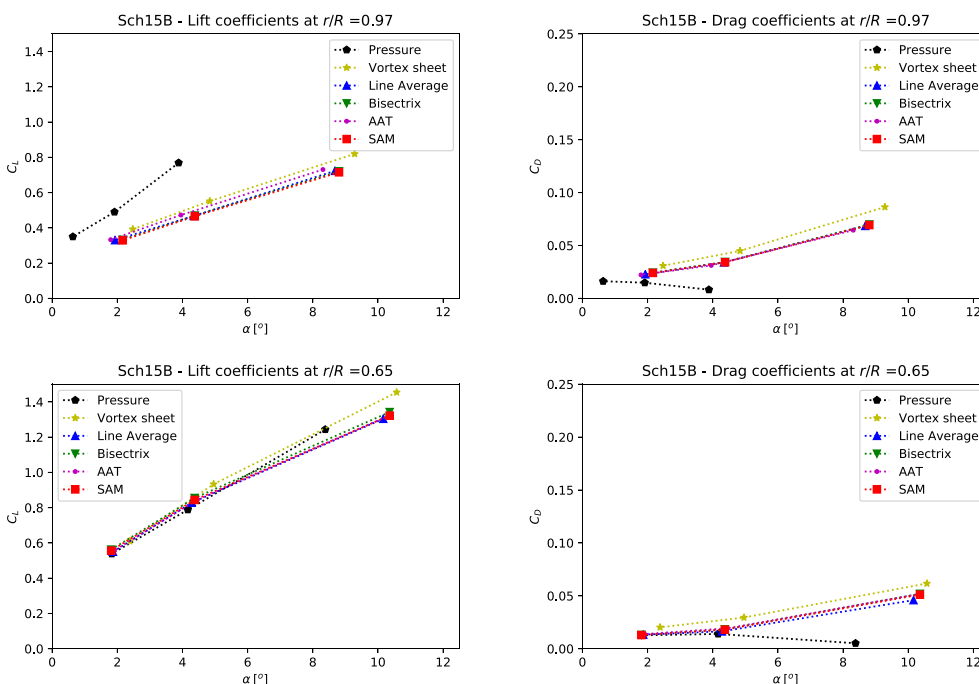 Sch15B - Lift coefficients at r/R =0.97
1.4
1.2
1.0
0.8
0.6
0.4
0.2
0.0
C_L
0 2 4 6 8 10 12
α [°]
Pressure
Vortex sheet
Line Average
Bisectrix
AAT
SAM
Sch15B - Drag coefficients at r/R =0.97
0.25
0.20
0.15
0.10
0.05
0.00
C_D
0 2 4 6 8 10 12
α [°]
Pressure
Vortex sheet
Line Average
Bisectrix
AAT
SAM
Sch15B - Lift coefficients at r/R =0.65
1.4
1.2
1.0
0.8
0.6
0.4
0.2
0.0
C_L
0 2 4 6 8 10 12
α [°]
Pressure
Vortex sheet
Line Average
Bisectrix
AAT
SAM
Sch15B - Drag coefficients at r/R =0.65
0.25
0.20
0.15
0.10
0.05
0.00
C_D
0 2 4 6 8 10 12
α [°]
Pressure
Vortex sheet
Line Average
Bisectrix
AAT
SAM